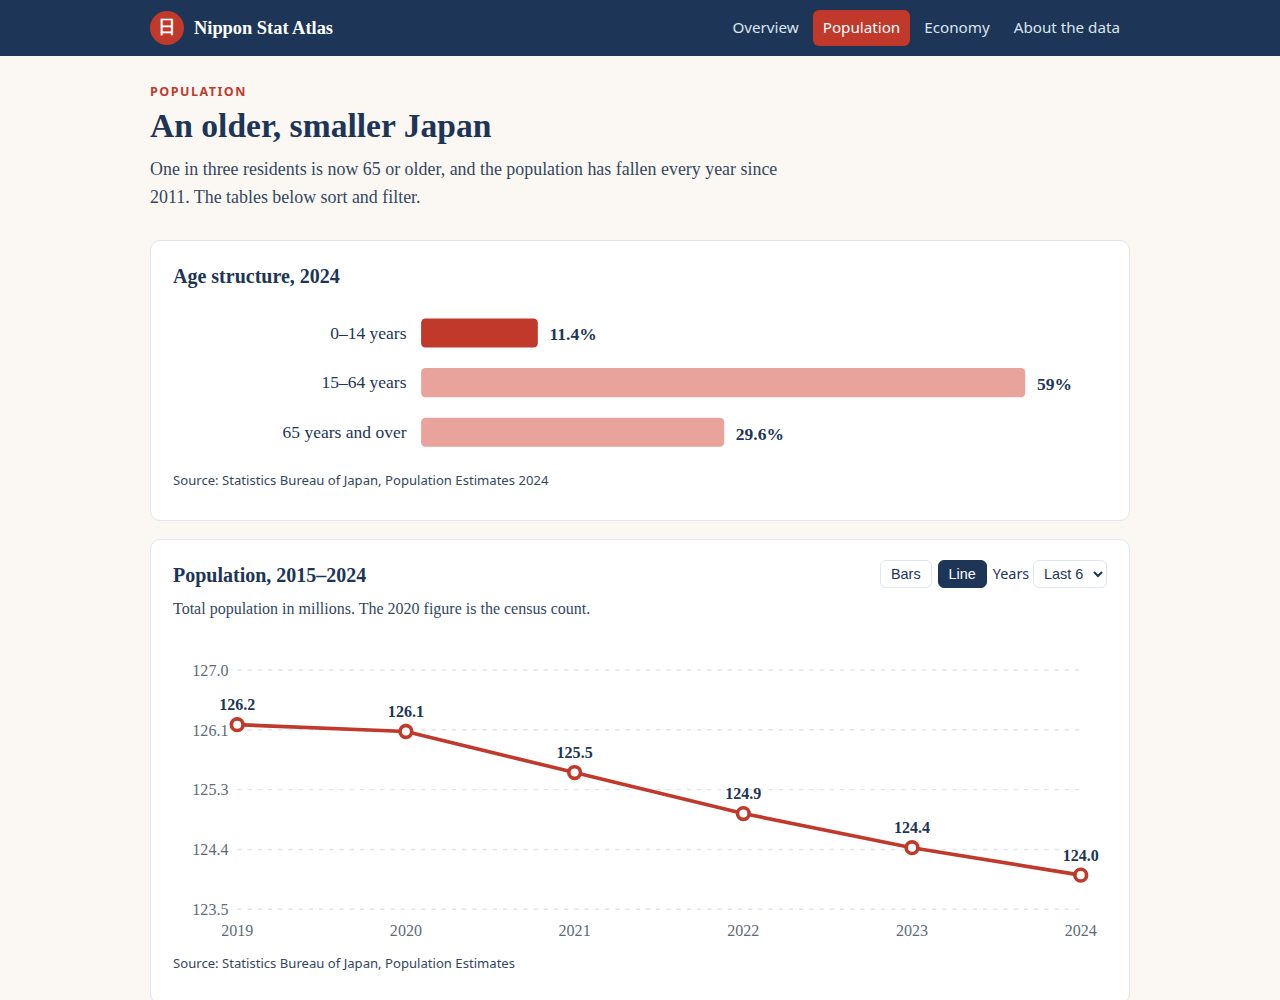 日 Nippon Stat Atlas
Overview Population Economy About the data
POPULATION
An older, smaller Japan
One in three residents is now 65 or older, and the population has fallen every year since
2011. The tables below sort and filter.
Age structure, 2024
0–14 years 11.4%
15–64 years 59%
65 years and over 29.6%
Source: Statistics Bureau of Japan, Population Estimates 2024
Population, 2015–2024
Bars Line Years Last 6
Total population in millions. The 2020 figure is the census count.
127.0
126.2
126.1
126.1
125.5
125.3
124.9
124.4
124.4
124.0
123.5
2019 2020 2021 2022 2023 2024
Source: Statistics Bureau of Japan, Population Estimates